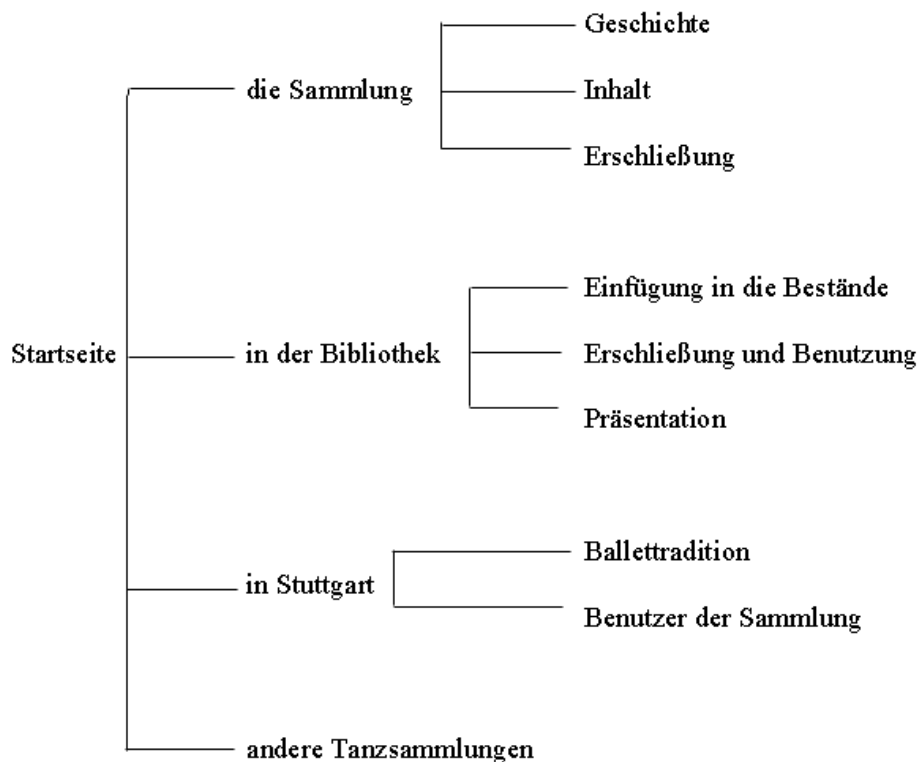 Startseite
die Sammlung
Geschichte
Inhalt
Erschließung
in der Bibliothek
Einfügung in die Bestände
Erschließung und Benutzung
Präsentation
in Stuttgart
Ballettradition
Benutzer der Sammlung
andere Tanzsammlungen